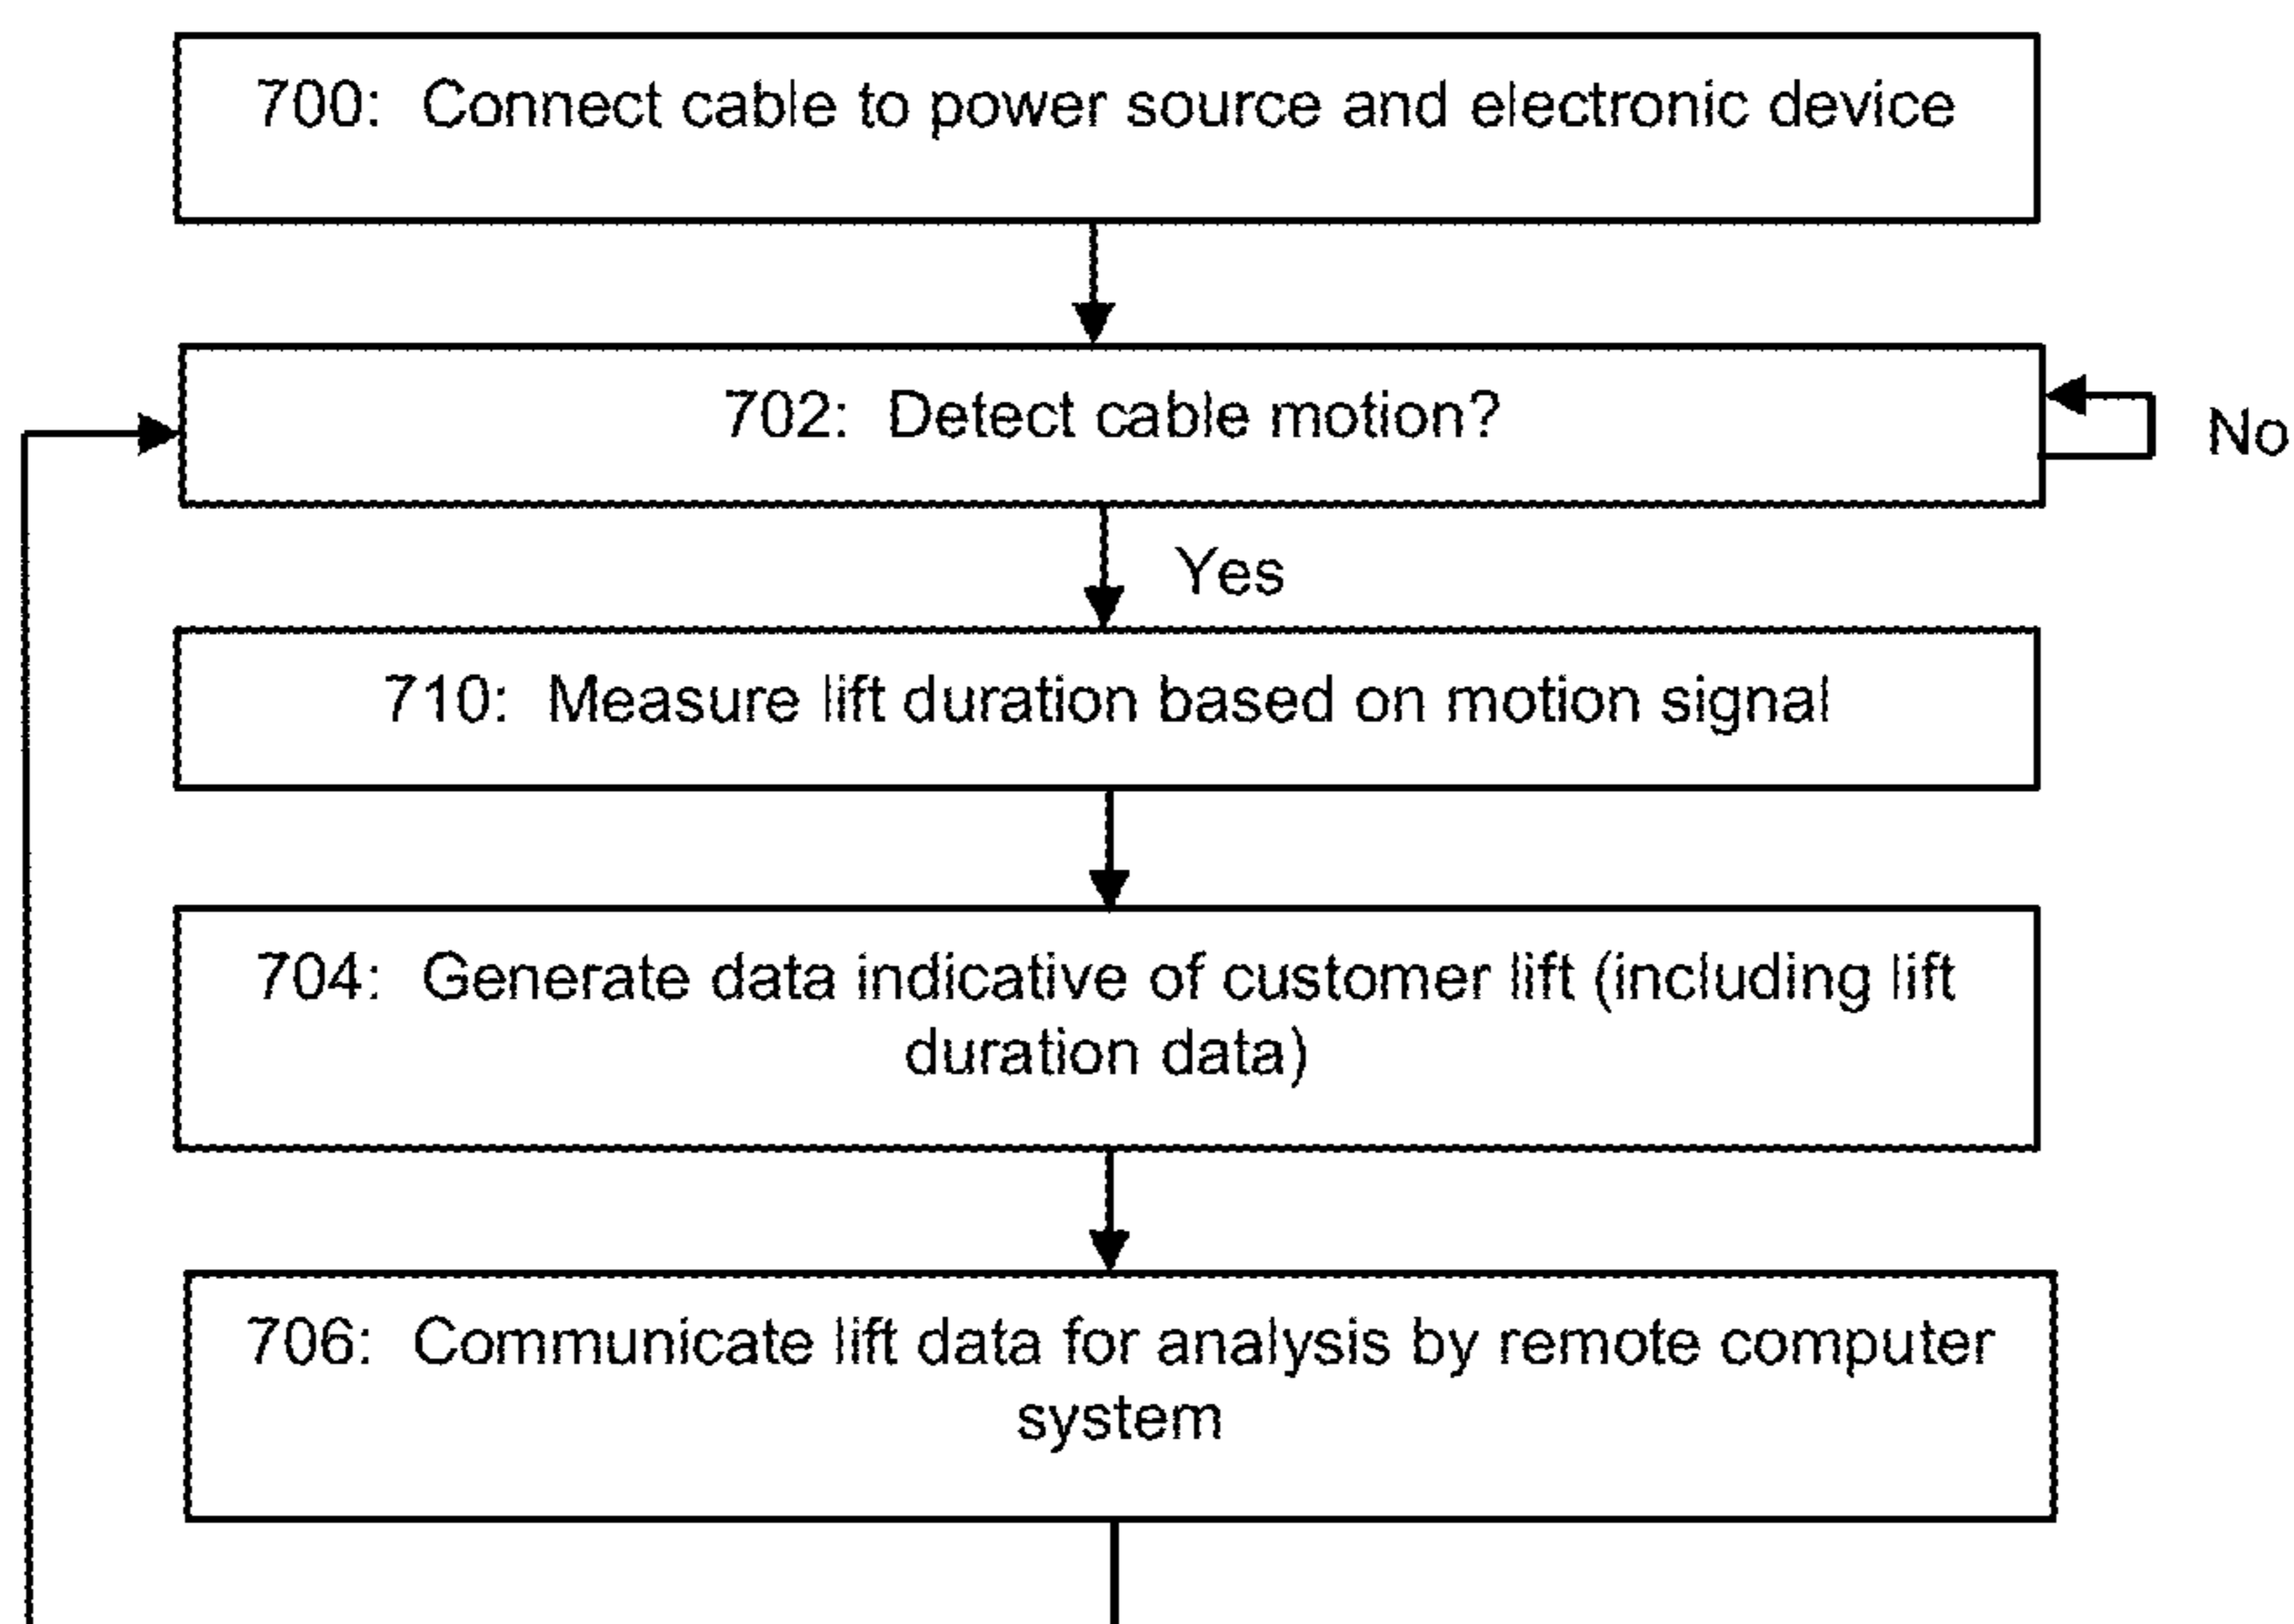 700: Connect cable to power source and electronic device
702: Detect cable motion?
No
Yes
710: Measure lift duration based on motion signal
704: Generate data indicative of customer lift (including lift
duration data)
706: Communicate lift data for analysis by remote computer
system